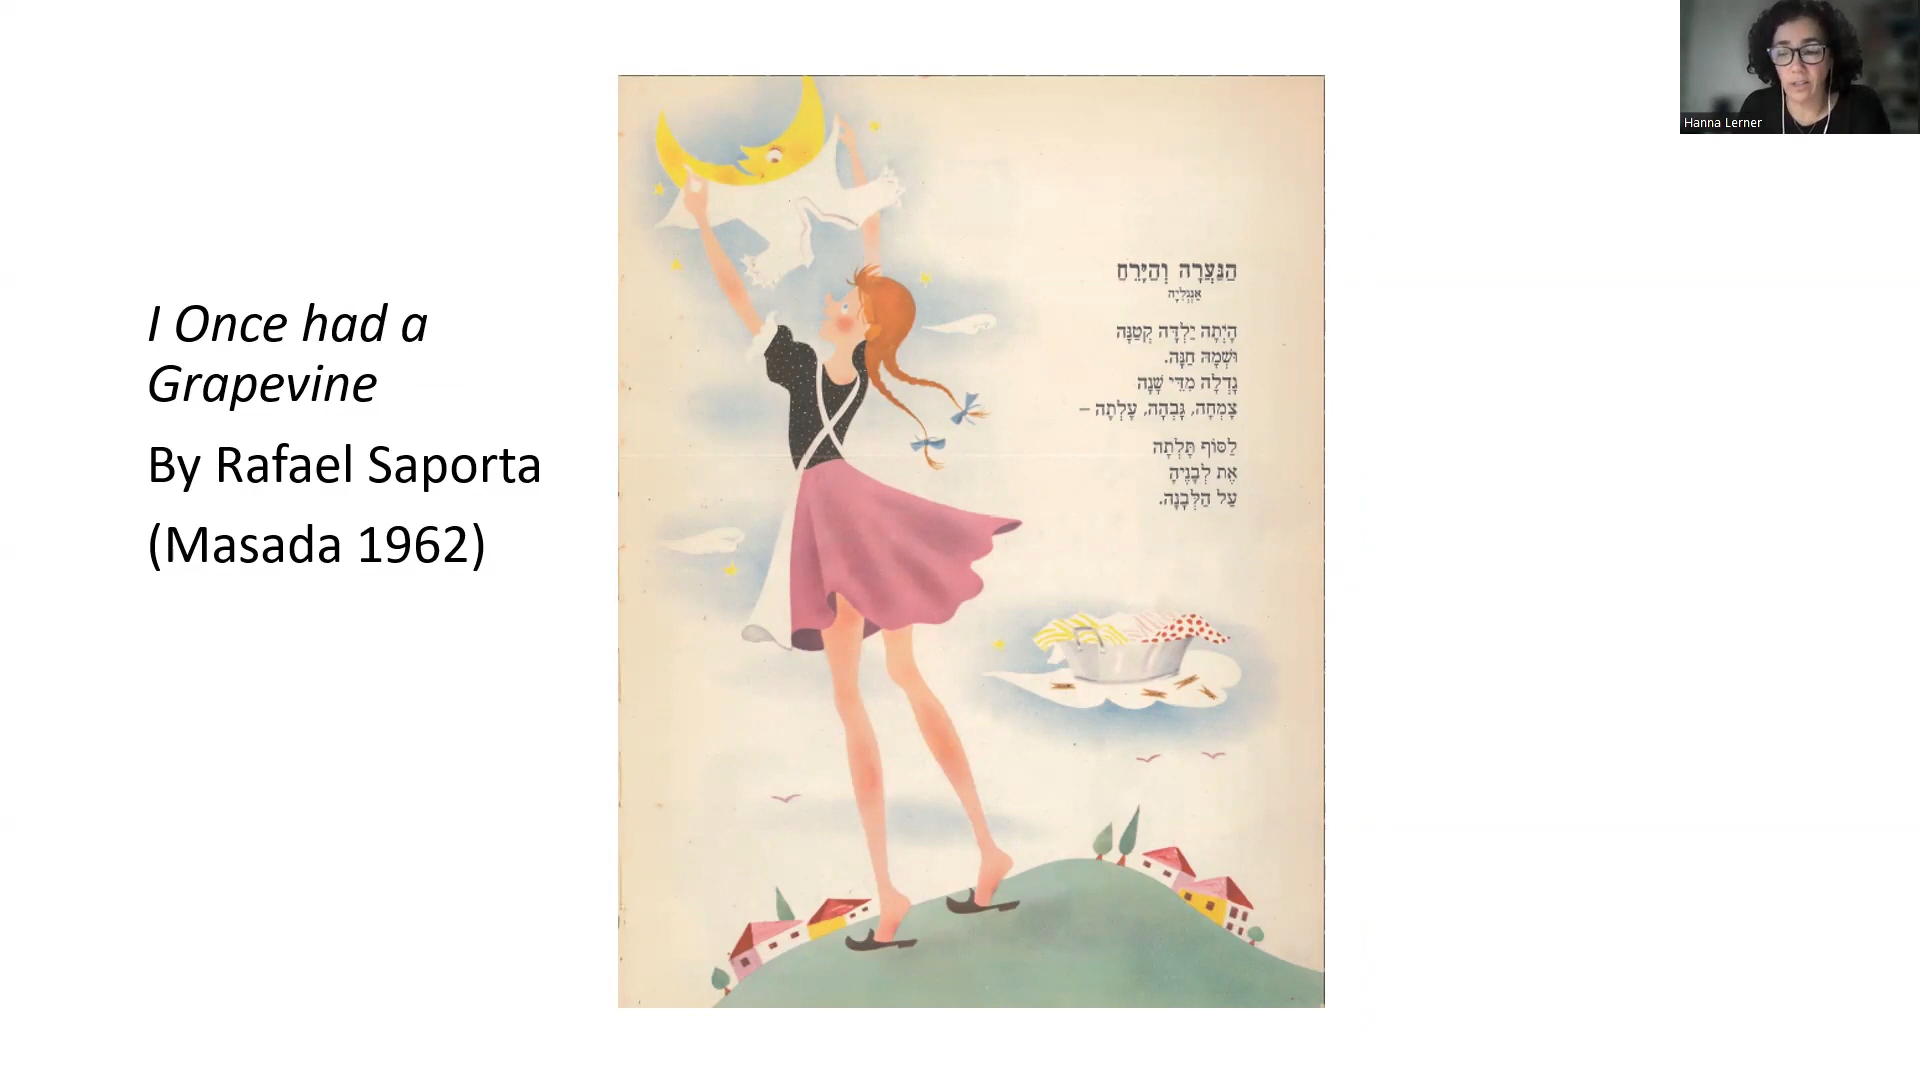 I Once had a
Grapevine
By Rafael Saporta
(Masada 1962)
הַנַּעֲרָה וְהַיָּרֵחַ
אַנְגְלִיָּה
הָיְתָה יַלְדָּה קְטַנָּה
וּשְׁמָהּ חַנָּה.
גָּדְלָה מִדֵּי שָׁנָה
צָמְחָה, גָּבְהָה, עָלְתָה –
לַסּוֹף תָּלְתָה
אֶת לְבָנֶיהָ
עַל הַלְּבָנָה.
Hanna Lerner